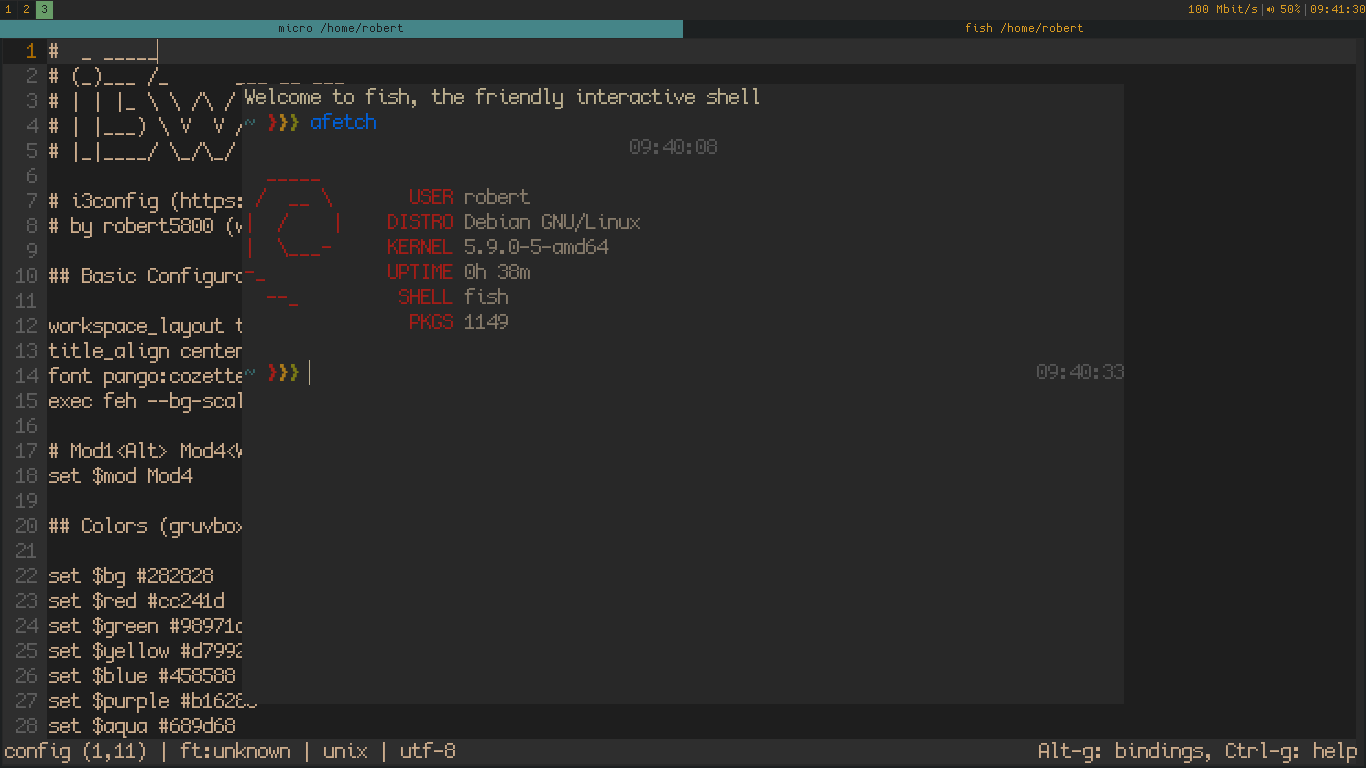 1 2 3
100 Mbit/s| 50%|09:41:30
micro /home/robert
fish /home/robert
1 #  _ _____
2 # (_)___ /_      ___ __ ___
3 # | | |_ \ \ /\ /
4 # | |___) \ V  V /
5 # |_|____/ \_/\_/
6
7 # i3config (https:
8 # by robert5800 (
9
10 ## Basic Configur
11
12 workspace_layout t
13 title_align center
14 font pango:cozette
15 exec feh --bg-scal
16
17 # Mod1<Alt> Mod4<
18 set $mod Mod4
19
20 ## Colors (gruvbox
21
22 set $bg #282828
23 set $red #cc241d
24 set $green #98971
25 set $yellow #d7992
26 set $blue #458588
27 set $purple #b1628
28 set $aqua #689d68
Welcome to fish, the friendly interactive shell
~ ❯❯❯ afetch
09:40:08
USER robert
DISTRO Debian GNU/Linux
KERNEL 5.9.0-5-amd64
UPTIME 0h 38m
SHELL fish
PKGS 1149
~ ❯❯❯
09:40:33
config (1,11) | ft:unknown | unix | utf-8
Alt-g: bindings, Ctrl-g: help